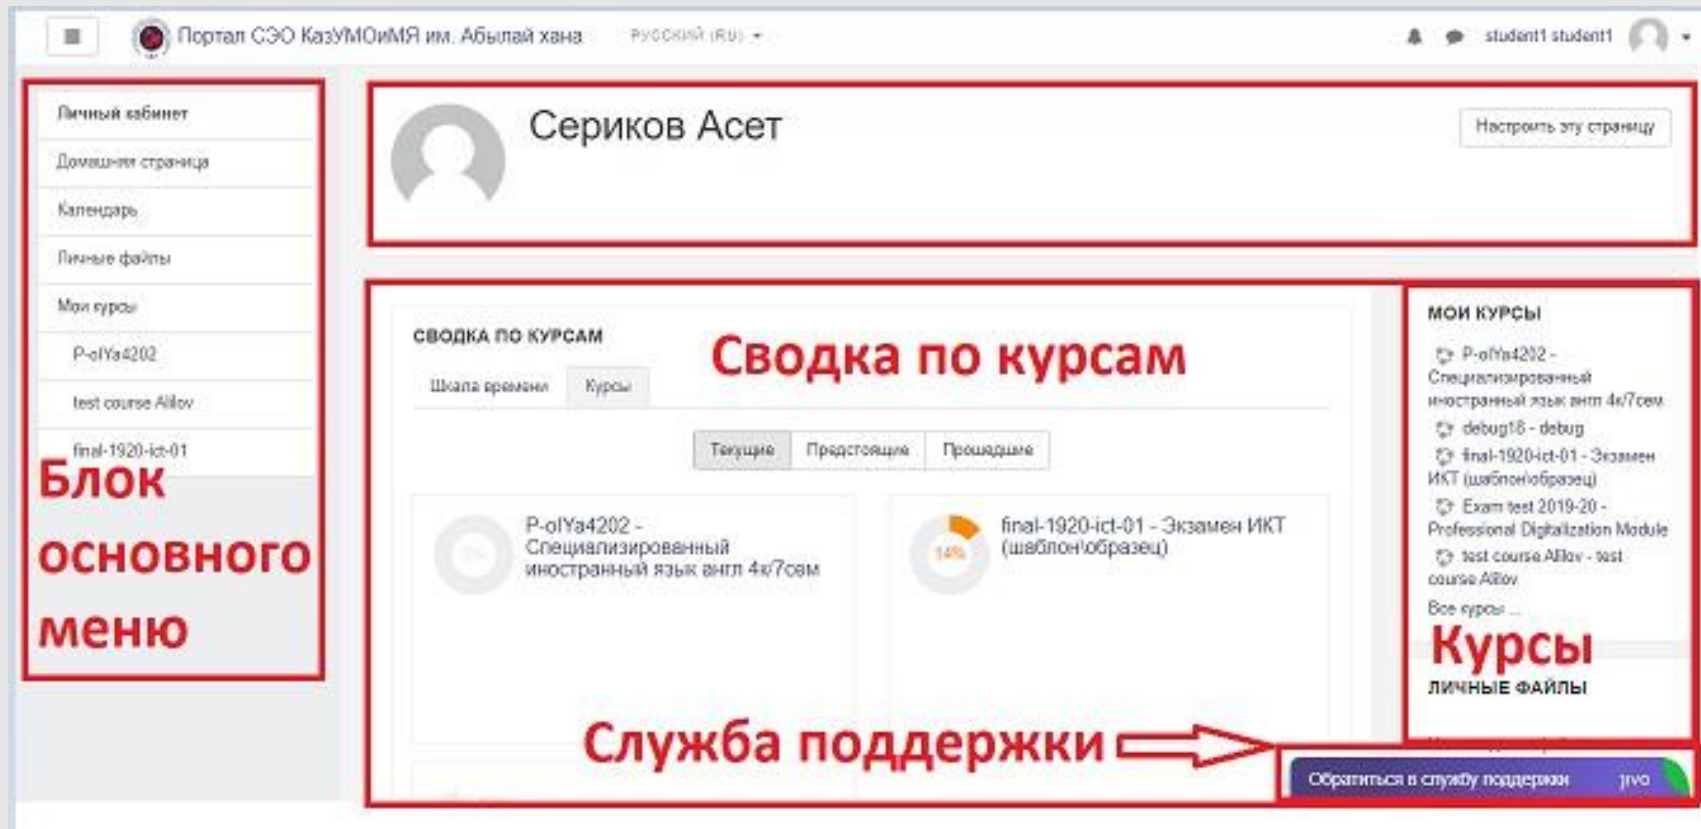 Портал СЭО КазУМОиМЯ им. Абылай хана
РУССКИЙ (RU)
student1 student1
Личный кабинет
Домашняя страница
Календарь
Личные файлы
Мои курсы
P-oIYa4202
test course Alilov
final-1920-ict-01
Блок
основного
меню
Сериков Асет
Настроить эту страницу
СВОДКА ПО КУРСАМ
Сводка по курсам
Шкала времени
Курсы
Текущие
Предстоящие
Прошедшие
0%
P-oIYa4202 -
Специализированный
иностранный язык англ 4к/7сем
14%
final-1920-ict-01 - Экзамен ИКТ
(шаблон\образец)
МОИ КУРСЫ
P-oIYa4202 -
Специализированный
иностранный язык англ 4к/7сем
debug18 - debug
final-1920-ict-01 - Экзамен
ИКТ (шаблон\образец)
Exam test 2019-20 -
Professional Digitalization Module
test course Alilov - test
course Alilov
Все курсы ...
Курсы
ЛИЧНЫЕ ФАЙЛЫ
Служба поддержки
Обратиться в службу поддержки
jivo